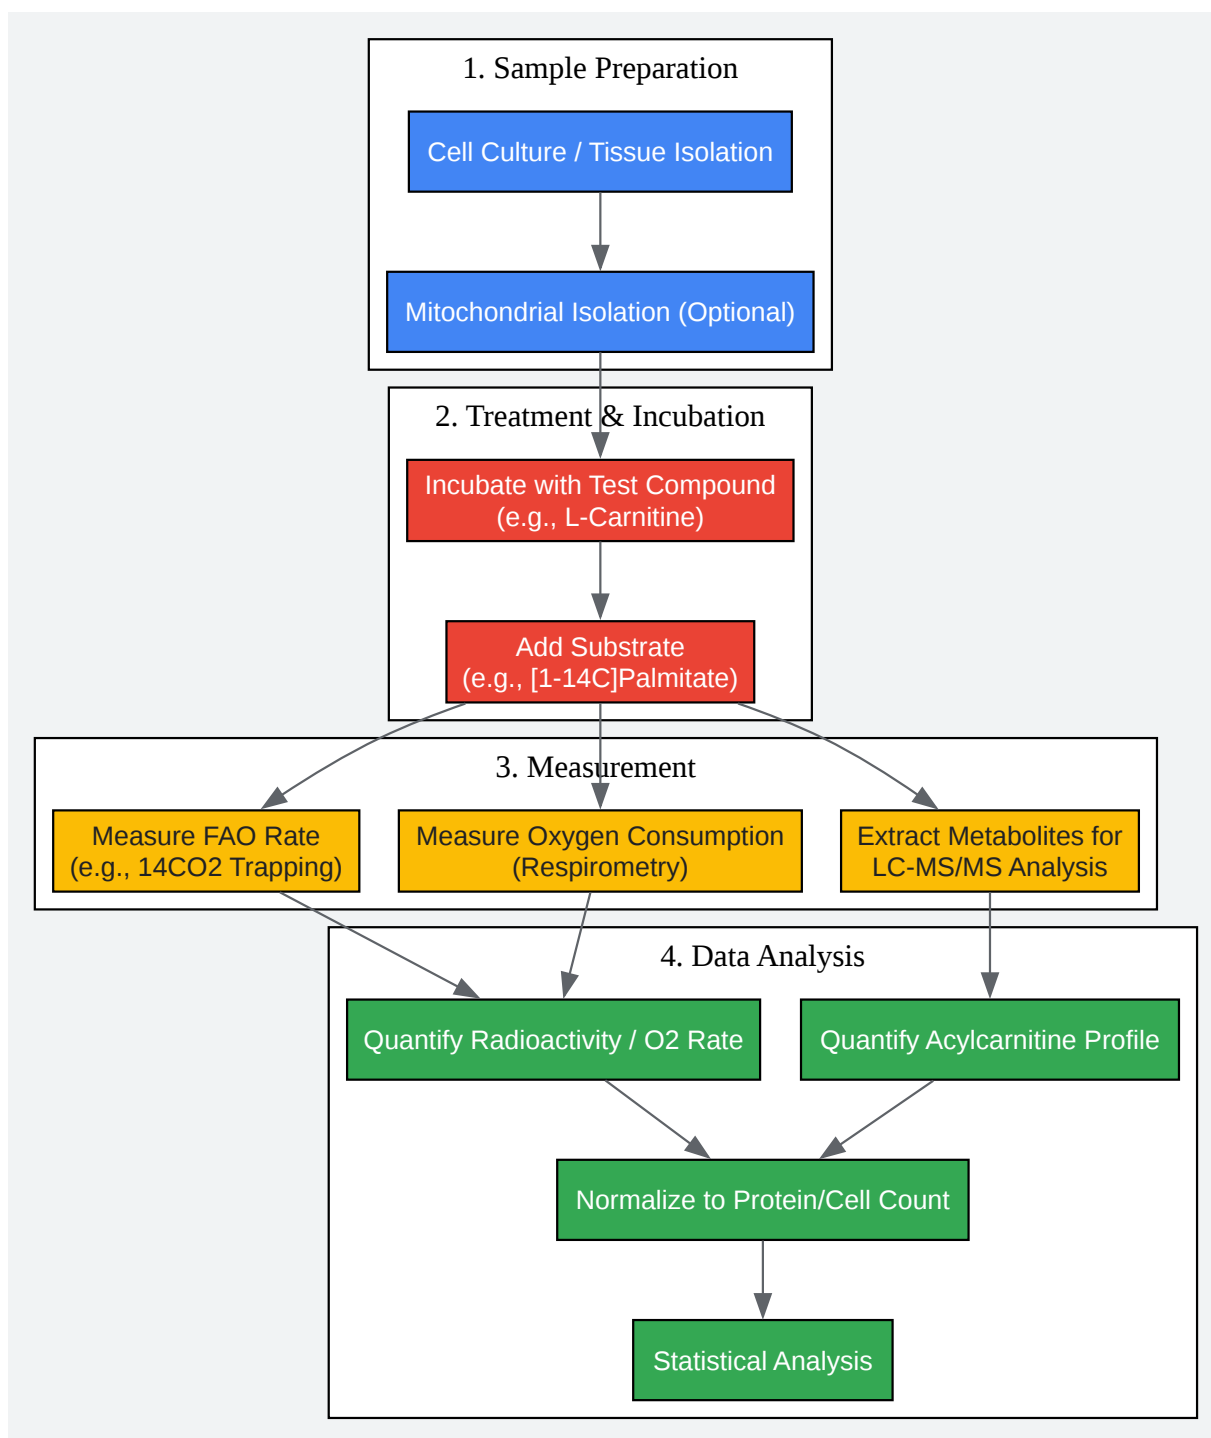 1. Sample Preparation
Cell Culture / Tissue Isolation
Mitochondrial Isolation (Optional)
2. Treatment & Incubation
Incubate with Test Compound
(e.g., L-Carnitine)
Add Substrate
(e.g., [1-14C]Palmitate)
3. Measurement
Measure FAO Rate
(e.g., 14CO2 Trapping)
Measure Oxygen Consumption
(Respirometry)
Extract Metabolites for
LC-MS/MS Analysis
4. Data Analysis
Quantify Radioactivity / O2 Rate
Quantify Acylcarnitine Profile
Normalize to Protein/Cell Count
Statistical Analysis